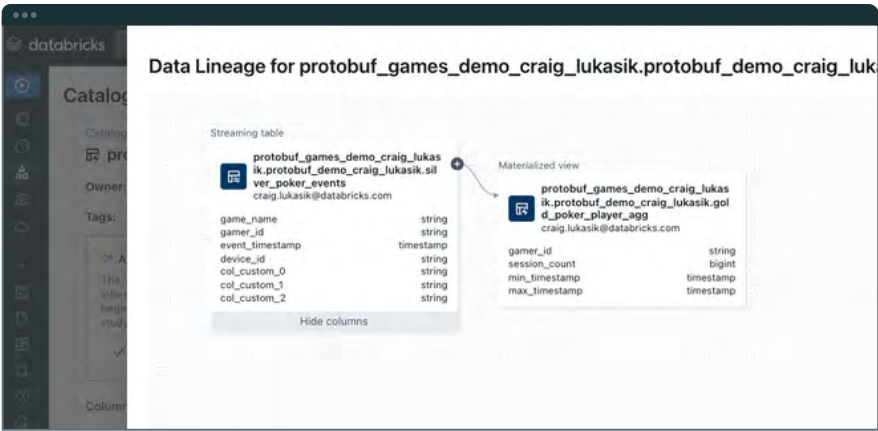 databricks
Data Lineage for protobuf_games_demo_craig_lukasik.protobuf_demo_craig_luk
Catalog
Catalog
Owner:
Tags:
Column
Streaming table
protobuf_games_demo_craig_lukas
ik.protobuf_demo_craig_lukasik.sil
ver_poker_events
craig.lukasik@databricks.com
game_name string
gamer_id string
event_timestamp timestamp
device_id string
col_custom_0 string
col_custom_1 string
col_custom_2 string
Hide columns
Materialized view
protobuf_games_demo_craig_lukas
ik.protobuf_demo_craig_lukasik.gol
d_poker_player_agg
craig.lukasik@databricks.com
gamer_id string
session_count bigint
min_timestamp timestamp
max_timestamp timestamp